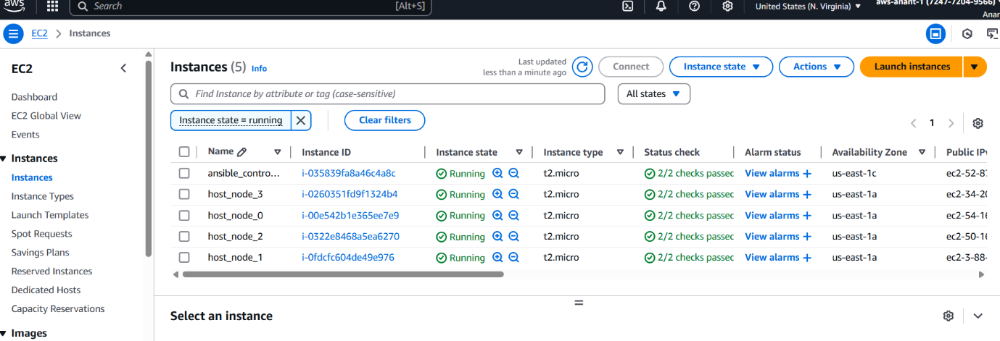 aws
Search [Alt+S] United States (N. Virginia) aws-anant-1 (7247-7204-9566)
Anan
EC2 Instances
EC2
Dashboard
EC2 Global View
Events
Instances
Instances
Instance Types
Launch Templates
Spot Requests
Savings Plans
Reserved Instances
Dedicated Hosts
Capacity Reservations
Images
Instances (5) Info
Last updated
less than a minute ago
Connect Instance state Actions Launch instances
Find Instance by attribute or tag (case-sensitive) All states
Instance state = running Clear filters
1
Name Instance ID Instance state Instance type Status check Alarm status Availability Zone Public IPv
ansible_contro... i-035839fa8a46c4a8c Running t2.micro 2/2 checks passec View alarms + us-east-1c ec2-52-87
host_node_3 i-0260351fd9f1324b4 Running t2.micro 2/2 checks passec View alarms + us-east-1a ec2-34-20
host_node_0 i-00e542b1e365ee7e9 Running t2.micro 2/2 checks passec View alarms + us-east-1a ec2-54-16
host_node_2 i-0322e8468a5ea6270 Running t2.micro 2/2 checks passec View alarms + us-east-1a ec2-50-16
host_node_1 i-0fdcfc604de49e976 Running t2.micro 2/2 checks passec View alarms + us-east-1a ec2-3-88-
Select an instance